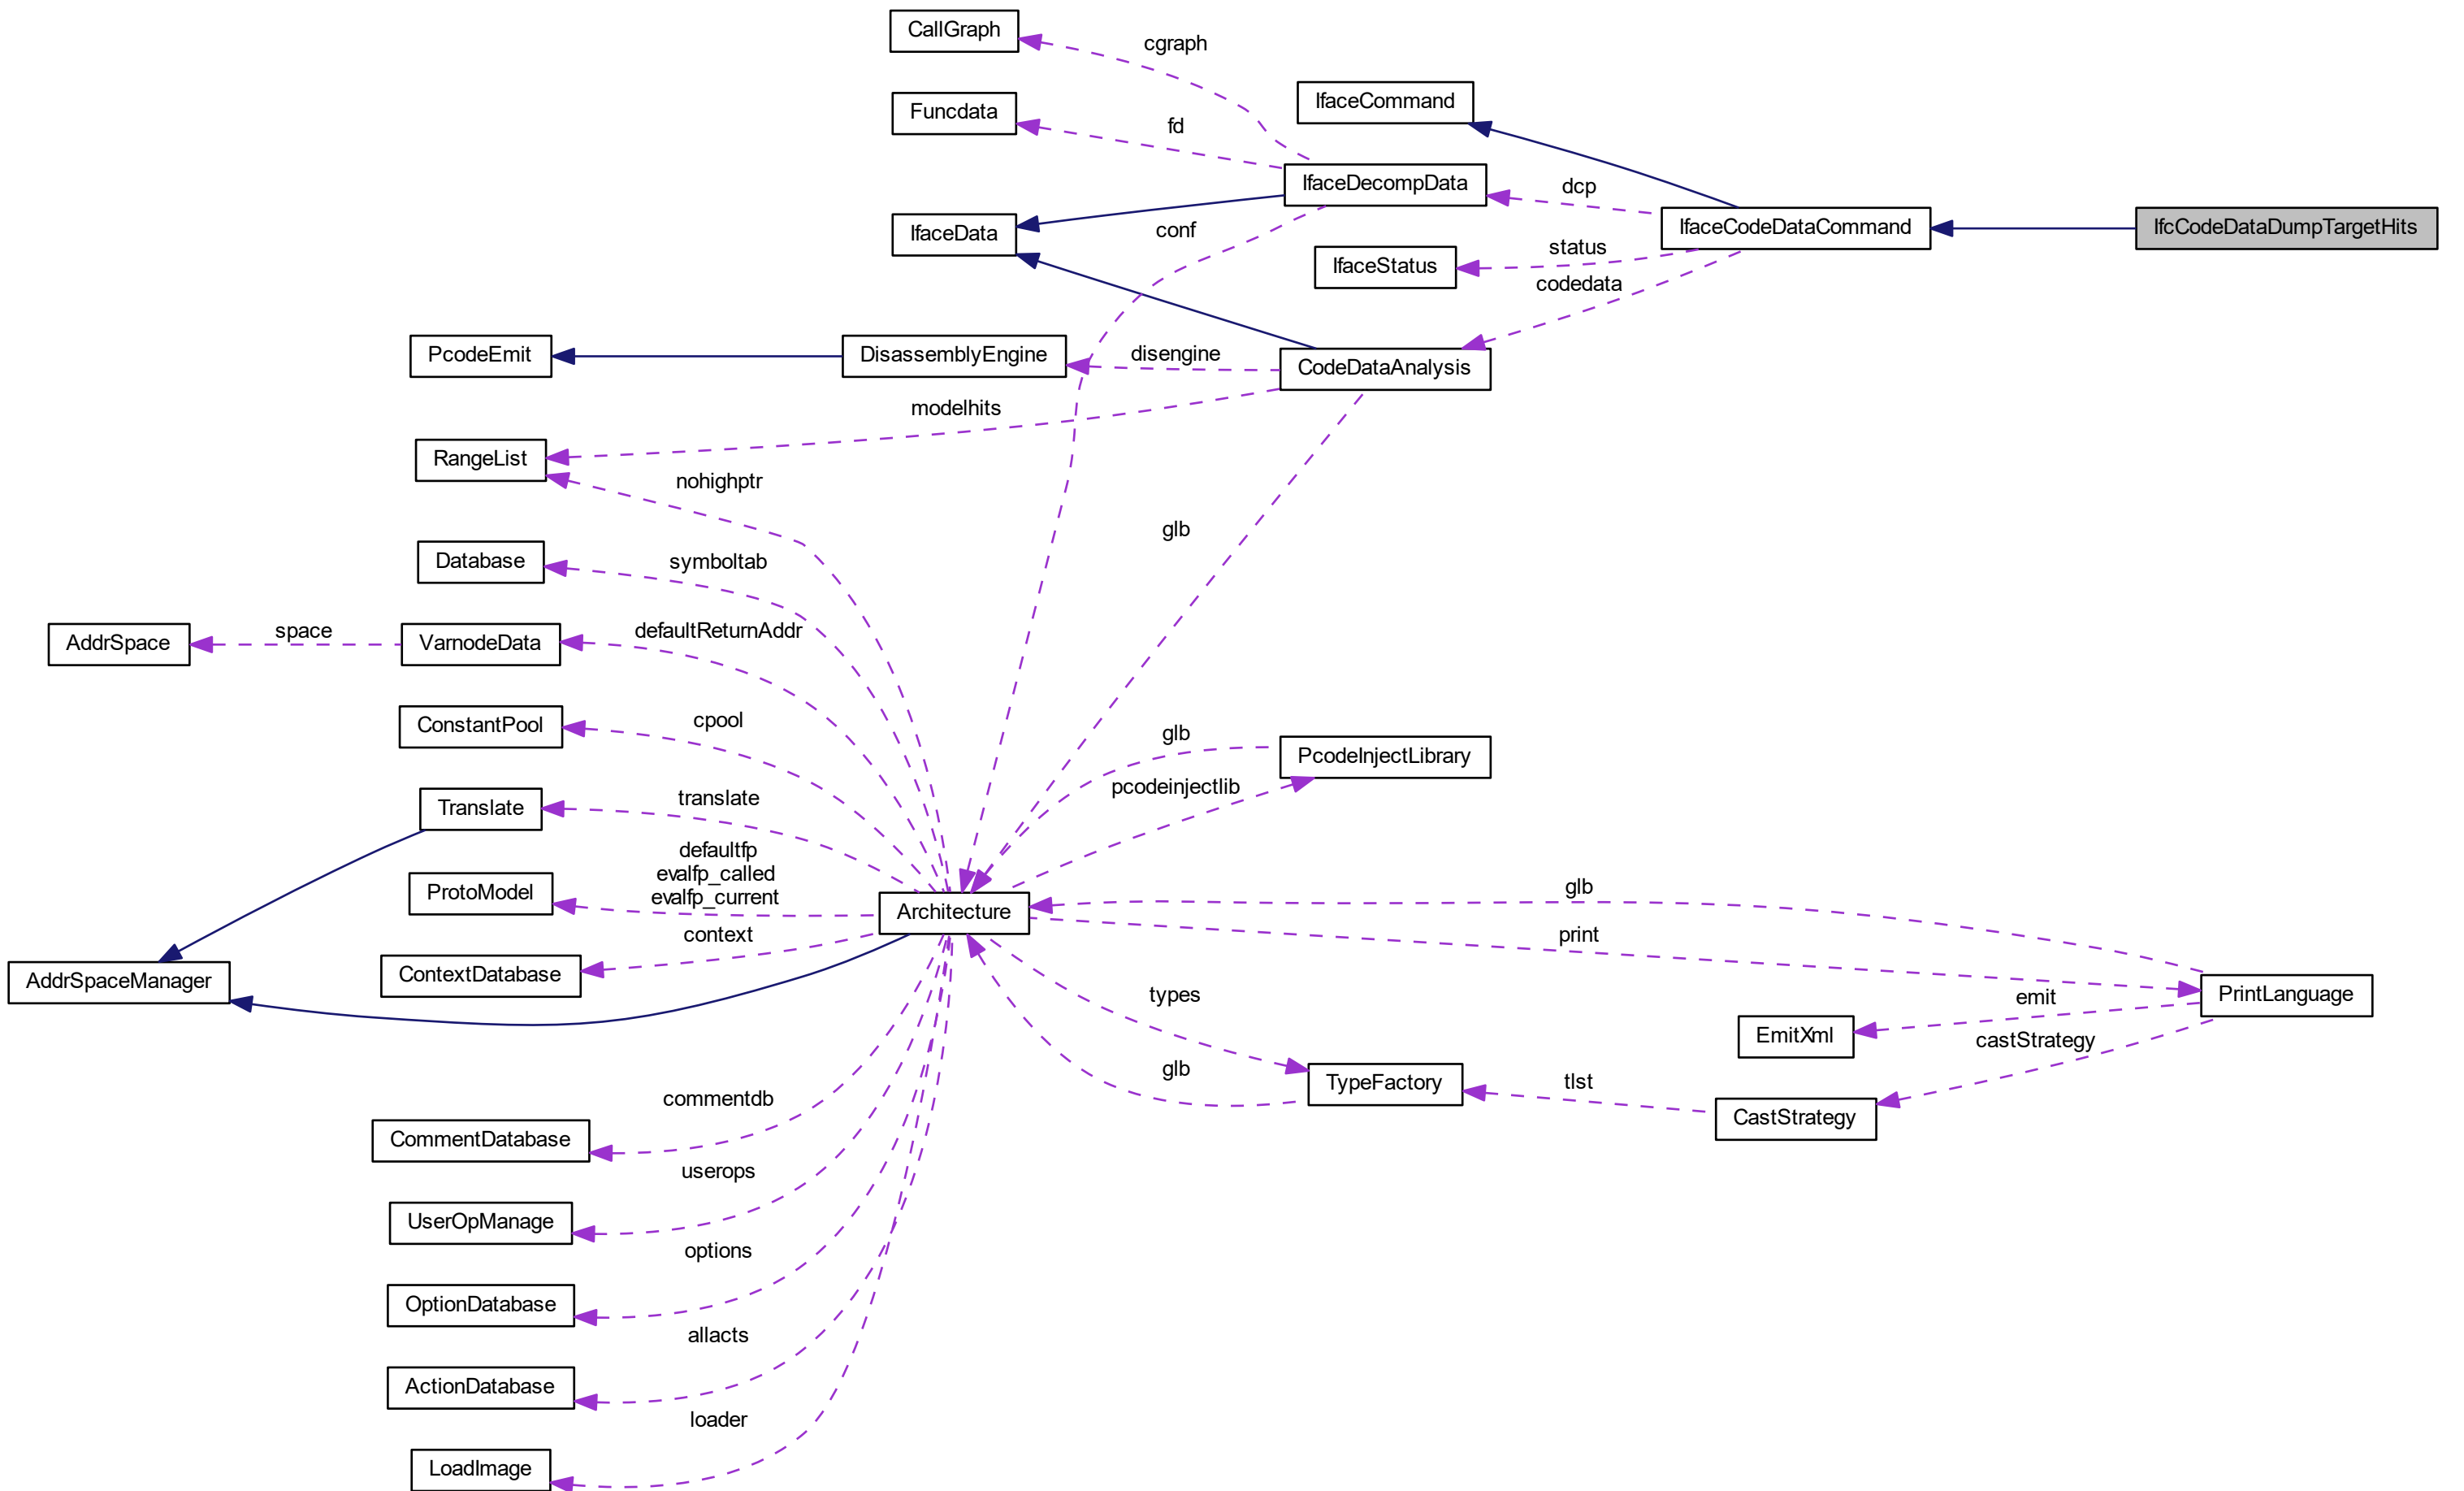 CallGraph
cgraph
IfaceCommand
Funcdata
fd
IfaceDecompData
dcp
IfaceData
conf
IfaceCodeDataCommand
IfcCodeDataDumpTargetHits
status
IfaceStatus
codedata
PcodeEmit
DisassemblyEngine
disengine
CodeDataAnalysis
modelhits
RangeList
nohighptr
glb
Database
symboltab
AddrSpace
space
VarnodeData
defaultReturnAddr
ConstantPool
cpool
glb
PcodeInjectLibrary
Translate
translate
pcodeinjectlib
defaultfp
evalfp_called
evalfp_current
ProtoModel
Architecture
glb
context
print
AddrSpaceManager
ContextDatabase
types
emit
PrintLanguage
EmitXml
castStrategy
glb
TypeFactory
tlst
CastStrategy
commentdb
CommentDatabase
userops
UserOpManage
options
OptionDatabase
allacts
ActionDatabase
loader
LoadImage